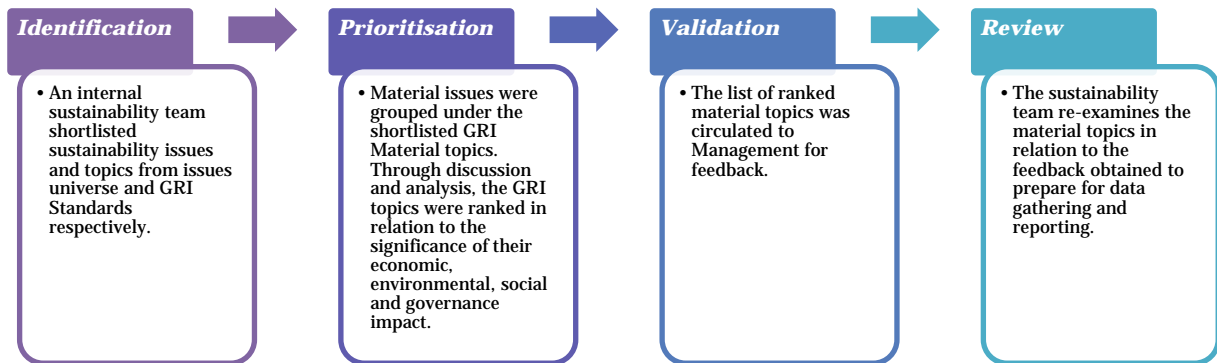 Identification
• An internal
sustainability team
shortlisted
sustainability issues
and topics from issues
universe and GRI
Standards
respectively.
Prioritisation
• Material issues were
grouped under the
shortlisted GRI
Material topics.
Through discussion
and analysis, the GRI
topics were ranked in
relation to the
significance of their
economic,
environmental, social
and governance
impact.
Validation
• The list of ranked
material topics was
circulated to
Management for
feedback.
Review
• The sustainability
team re-examines the
material topics in
relation to the
feedback obtained to
prepare for data
gathering and
reporting.